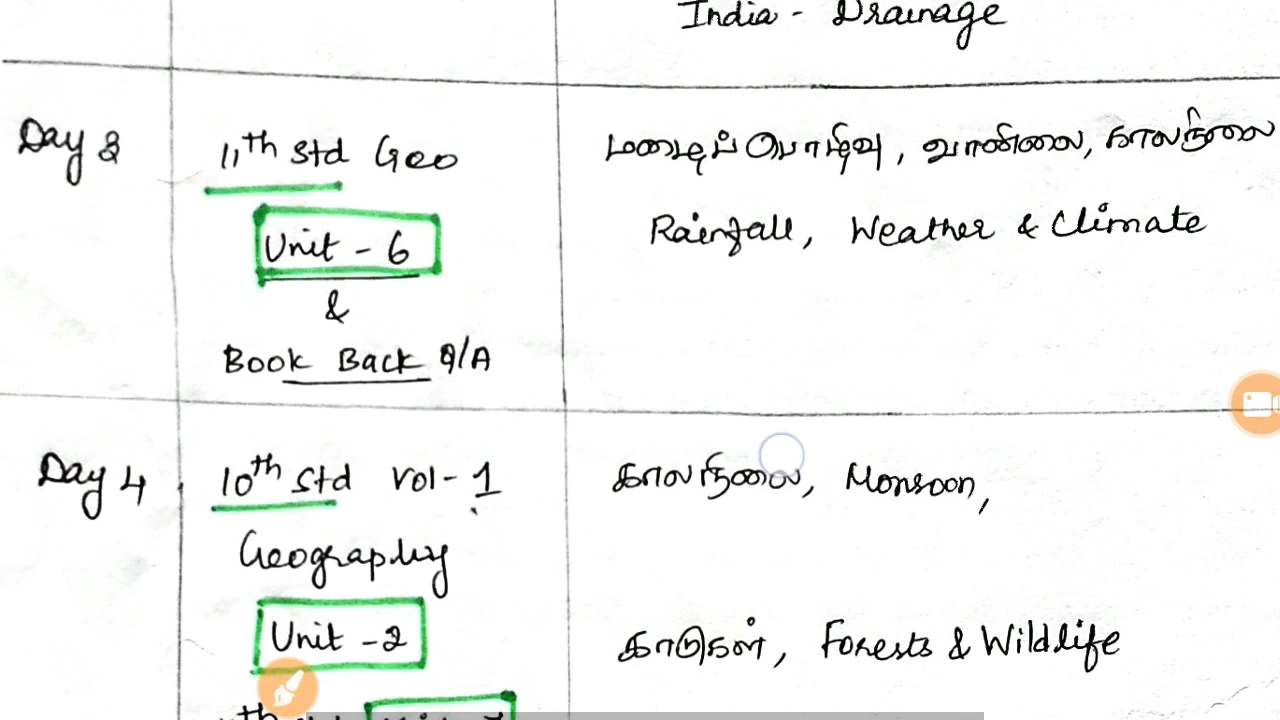 India - Drainage
Day 3
11th Std Geo
Unit - 6
&
Book Back Q/A
மழைப் பொழிவு, வானிலை, காலநிலை
Rainfall, Weather & Climate
Day 4
10th Std Vol - 1
Geography
Unit - 2
காலநிலை, Monsoon,
காடுகள், Forests & Wildlife